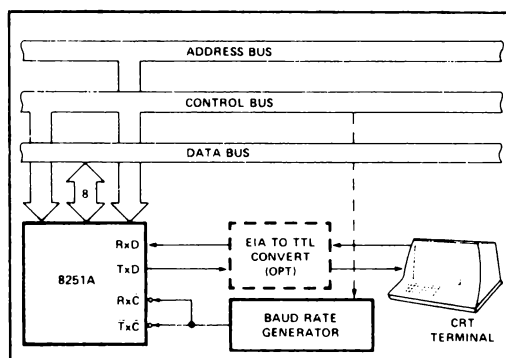 ADDRESS BUS
CONTROL BUS
DATA BUS
8
8251A
RxD
TxD
RxC
TxC
EIA TO TTL
CONVERT
(OPT)
BAUD RATE
GENERATOR
CRT
TERMINAL